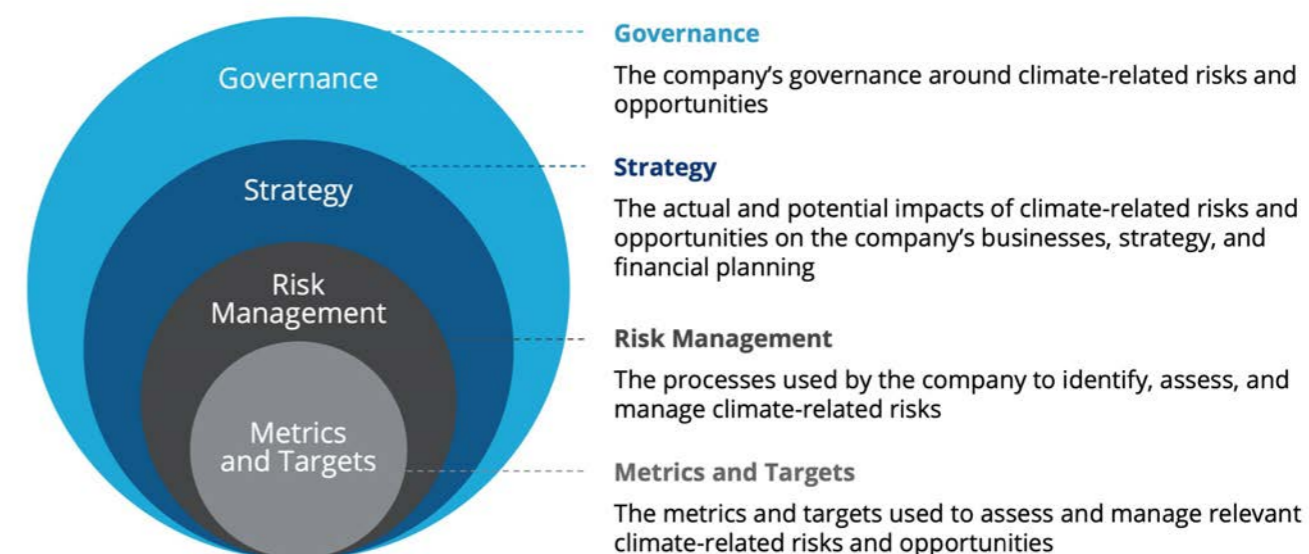 Governance
Strategy
Risk
Management
Metrics
and Targets
Governance
The company’s governance around climate-related risks and
opportunities
Strategy
The actual and potential impacts of climate-related risks and
opportunities on the company’s businesses, strategy, and
financial planning
Risk Management
The processes used by the company to identify, assess, and
manage climate-related risks
Metrics and Targets
The metrics and targets used to assess and manage relevant
climate-related risks and opportunities